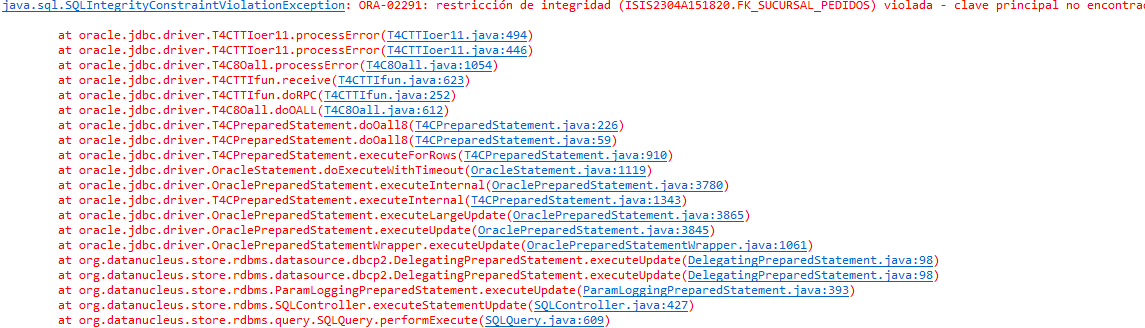 java.sql.SQLIntegrityConstraintViolationException: ORA-02291: restricción de integridad (ISIS2304A151820.FK_SUCURSAL_PEDIDOS) violada - clave principal no
at oracle.jdbc.driver.T4CTTIoer11.processError(T4CTTIoer11.java:494)
at oracle.jdbc.driver.T4CTTIoer11.processError(T4CTTIoer11.java:446)
at oracle.jdbc.driver.T4C8Oall.processError(T4C8Oall.java:1054)
at oracle.jdbc.driver.T4CTTIfun.receive(T4CTTIfun.java:623)
at oracle.jdbc.driver.T4CTTIfun.doRPC(T4CTTIfun.java:252)
at oracle.jdbc.driver.T4C8Oall.doOALL(T4C8Oall.java:612)
at oracle.jdbc.driver.T4CPreparedStatement.doOall8(T4CPreparedStatement.java:226)
at oracle.jdbc.driver.T4CPreparedStatement.doOall8(T4CPreparedStatement.java:59)
at oracle.jdbc.driver.T4CPreparedStatement.executeForRows(T4CPreparedStatement.java:910)
at oracle.jdbc.driver.OracleStatement.doExecuteWithTimeout(OracleStatement.java:1119)
at oracle.jdbc.driver.OraclePreparedStatement.executeInternal(OraclePreparedStatement.java:3780)
at oracle.jdbc.driver.T4CPreparedStatement.executeInternal(T4CPreparedStatement.java:1343)
at oracle.jdbc.driver.OraclePreparedStatement.executeLargeUpdate(OraclePreparedStatement.java:3865)
at oracle.jdbc.driver.OraclePreparedStatement.executeUpdate(OraclePreparedStatement.java:3845)
at oracle.jdbc.driver.OraclePreparedStatementWrapper.executeUpdate(OraclePreparedStatementWrapper.java:1061)
at org.datanucleus.store.rdbms.datasource.dbcp2.DelegatingPreparedStatement.executeUpdate(DelegatingPreparedStatement.java:98)
at org.datanucleus.store.rdbms.datasource.dbcp2.DelegatingPreparedStatement.executeUpdate(DelegatingPreparedStatement.java:98)
at org.datanucleus.store.rdbms.ParamLoggingPreparedStatement.executeUpdate(ParamLoggingPreparedStatement.java:393)
at org.datanucleus.store.rdbms.SQLController.executeStatementUpdate(SQLController.java:427)
at org.datanucleus.store.rdbms.query.SQLQuery.performExecute(SQLQuery.java:609)